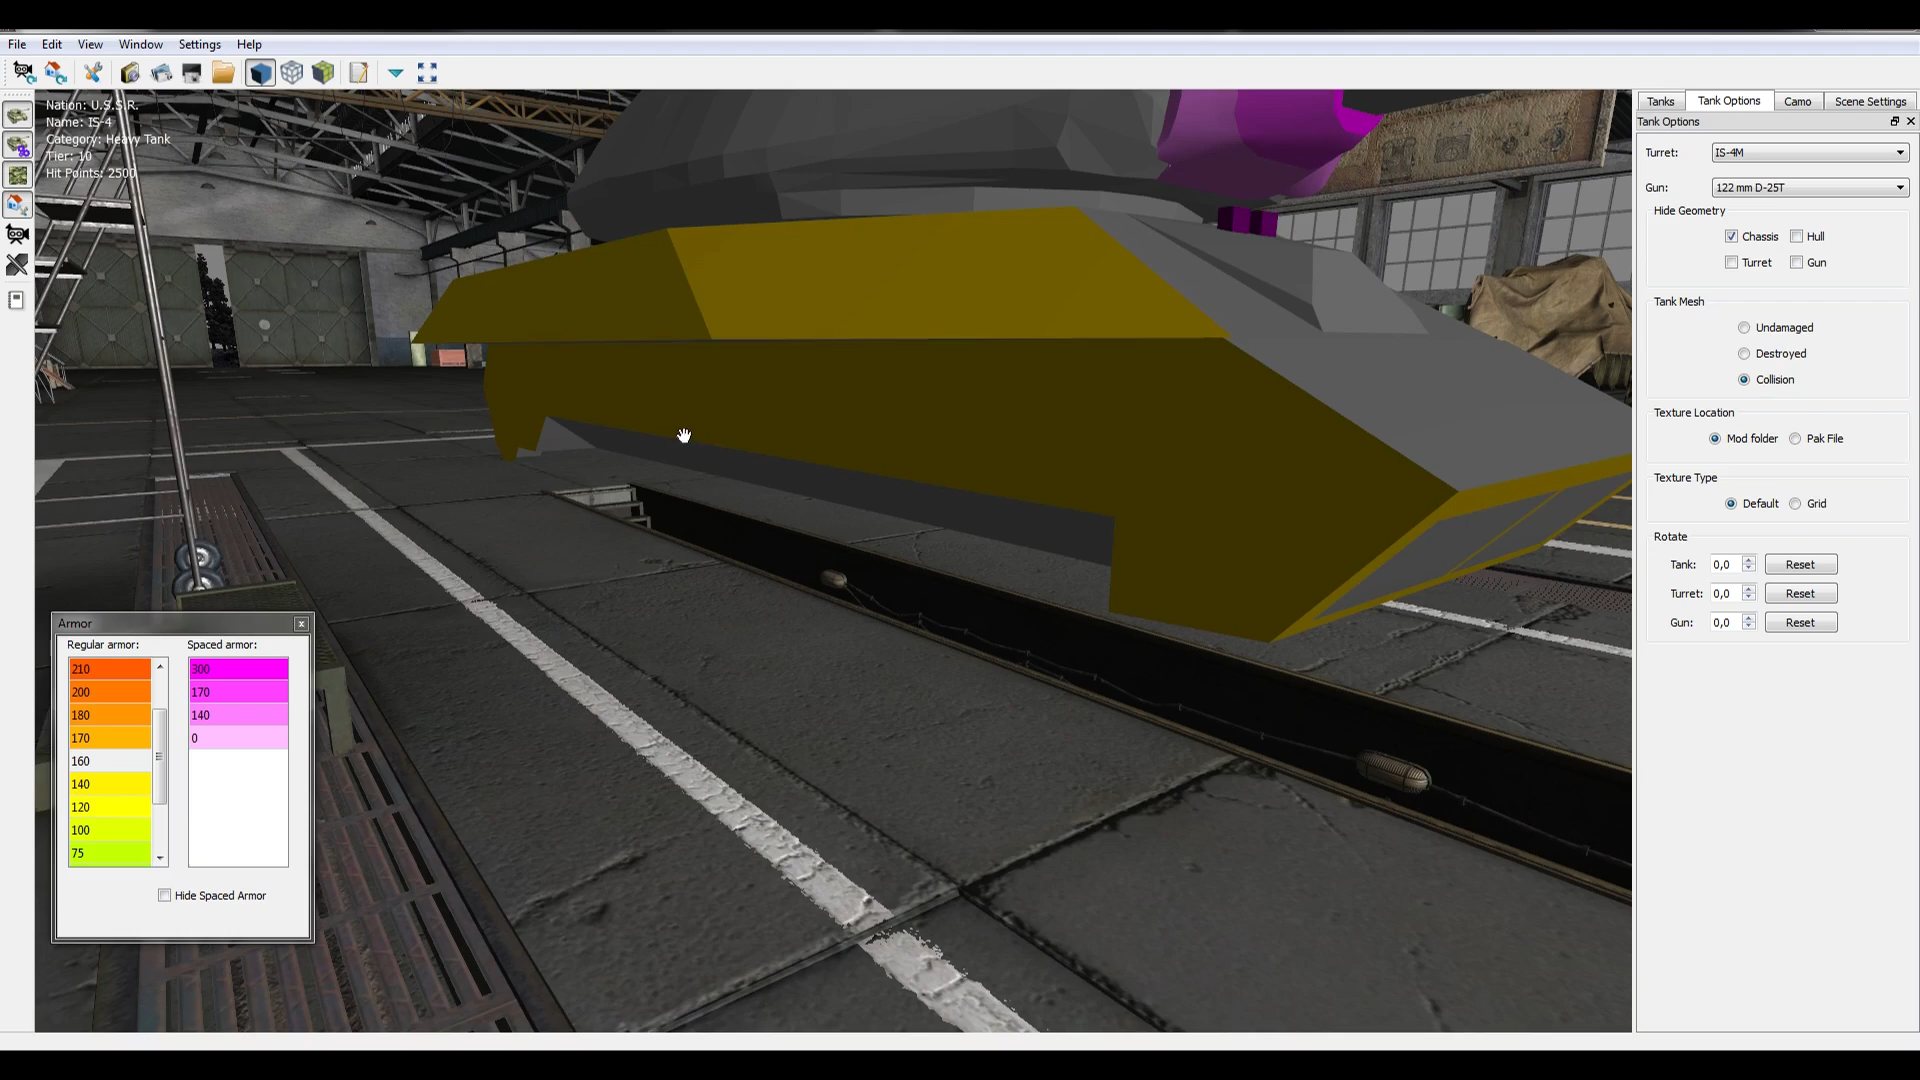 File Edit View Window Settings Help
Nation: U.S.S.R.
Name: IS-4
Category: Heavy Tank
Tier: 10
Hit Points: 2500
Tanks Tank Options Camo Scene Settings
Tank Options
Turret: IS-4M
Gun: 122 mm D-25T
Hide Geometry
Chassis Hull
Turret Gun
Tank Mesh
Undamaged
Destroyed
Collision
Texture Location
Mod folder Pak File
Texture Type
Default Grid
Rotate
Tank: 0,0 Reset
Turret: 0,0 Reset
Gun: 0,0 Reset
Armor
Regular armor: Spaced armor:
210 300
200 170
180 140
170 0
160
140
120
100
75
Hide Spaced Armor